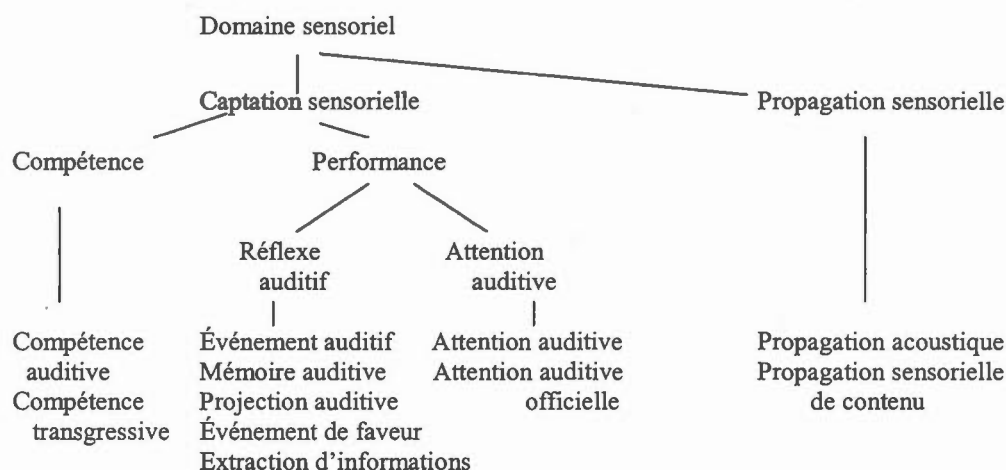 Domaine sensoriel
Captation sensorielle
Propagation sensorielle
Compétence
Performance
Réflexe
auditif
Attention
auditive
Compétence
auditive
Compétence
transgressive
Événement auditif
Mémoire auditive
Projection auditive
Événement de faveur
Extraction d'informations
Attention auditive
Attention auditive
officielle
Propagation acoustique
Propagation sensorielle
de contenu